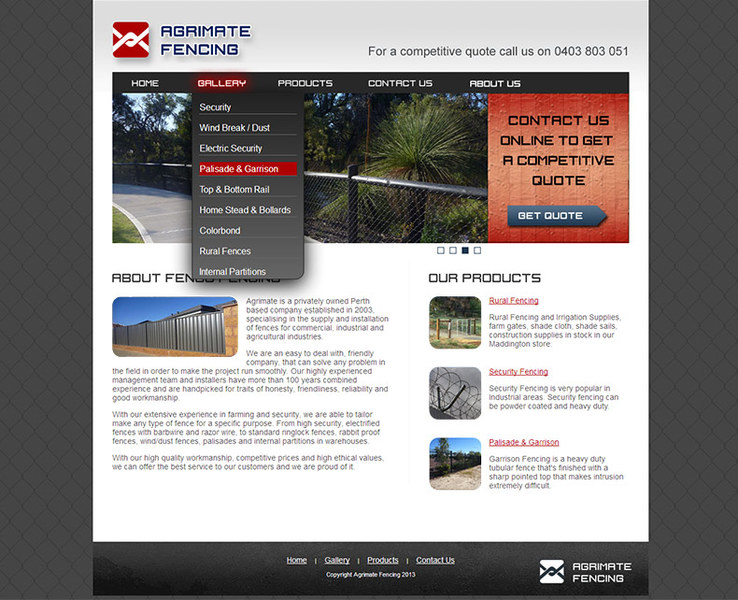 AGRIMATE
FENCING
For a competitive quote call us on 0403 803 051
HOME GALLERY PRODUCTS CONTACT US ABOUT US
Security
Wind Break / Dust
Electric Security
Palisade & Garrison
Top & Bottom Rail
Home Stead & Bollards
Colorbond
Rural Fences
Internal Partitions
CONTACT US
ONLINE TO GET
A COMPETITIVE
QUOTE
GET QUOTE
ABOUT
Agrimate is a privately owned Perth
based company established in 2003,
specialising in the supply and installation
of fences for commercial, industrial and
agricultural industries.
We are an easy to deal with, friendly
company, that can solve any problem in
the field in order to make the project run smoothly. Our highly experienced
management team and installers have more than 100 years combined
experience and are handpicked for traits of honesty, friendliness, reliability and
good workmanship.
With our extensive experience in farming and security, we are able to tailor
make any type of fence for a specific purpose. From high security, electrified
fences with barbwire and razor wire, to standard ringlock fences, rabbit proof
fences, wind/dust fences, palisades and internal partitions in warehouses.
With our high quality workmanship, competitive prices and high ethical values,
we can offer the best service to our customers and we are proud of it.
OUR PRODUCTS
Rural Fencing
Rural Fencing and Irrigation Supplies,
farm gates, shade cloth, shade sails,
construction supplies in stock in our
Maddington store.
Security Fencing
Security Fencing is very popular in
Industrial areas. Security fencing can
be powder coated and heavy duty.
Palisade & Garrison
Garrison Fencing is a heavy duty
tubular fence that's finished with a
sharp pointed top that makes intrusion
extremely difficult.
Home | Gallery | Products | Contact Us
Copyright Agrimate Fencing 2013
AGRIMATE
FENCING